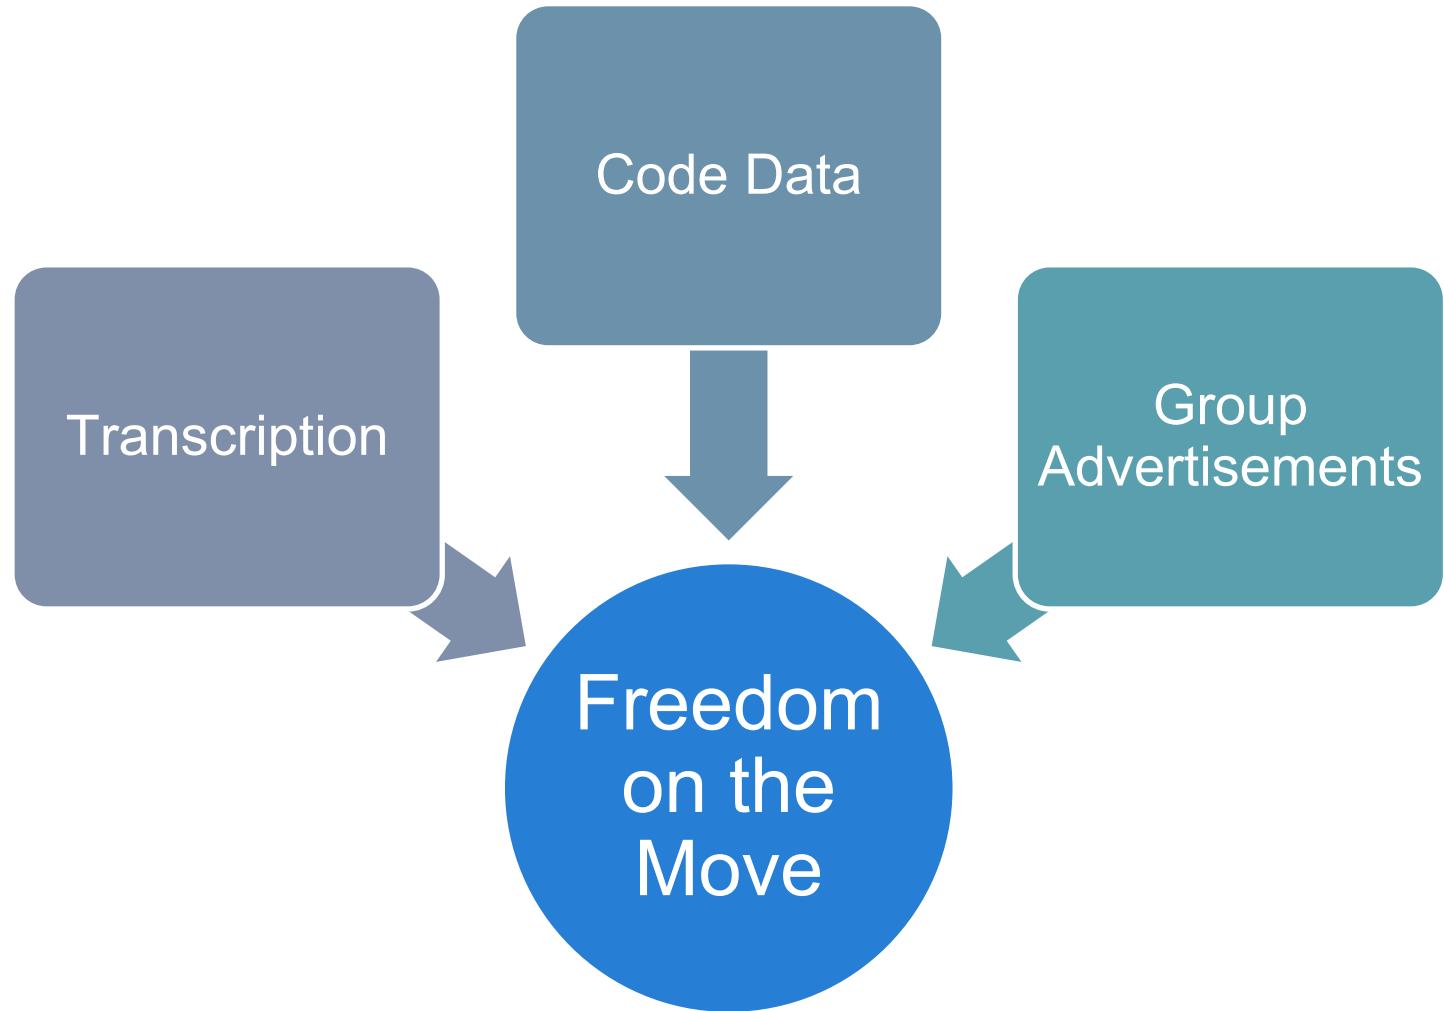 Code Data
Transcription
Group
Advertisements
Freedom
on the
Move